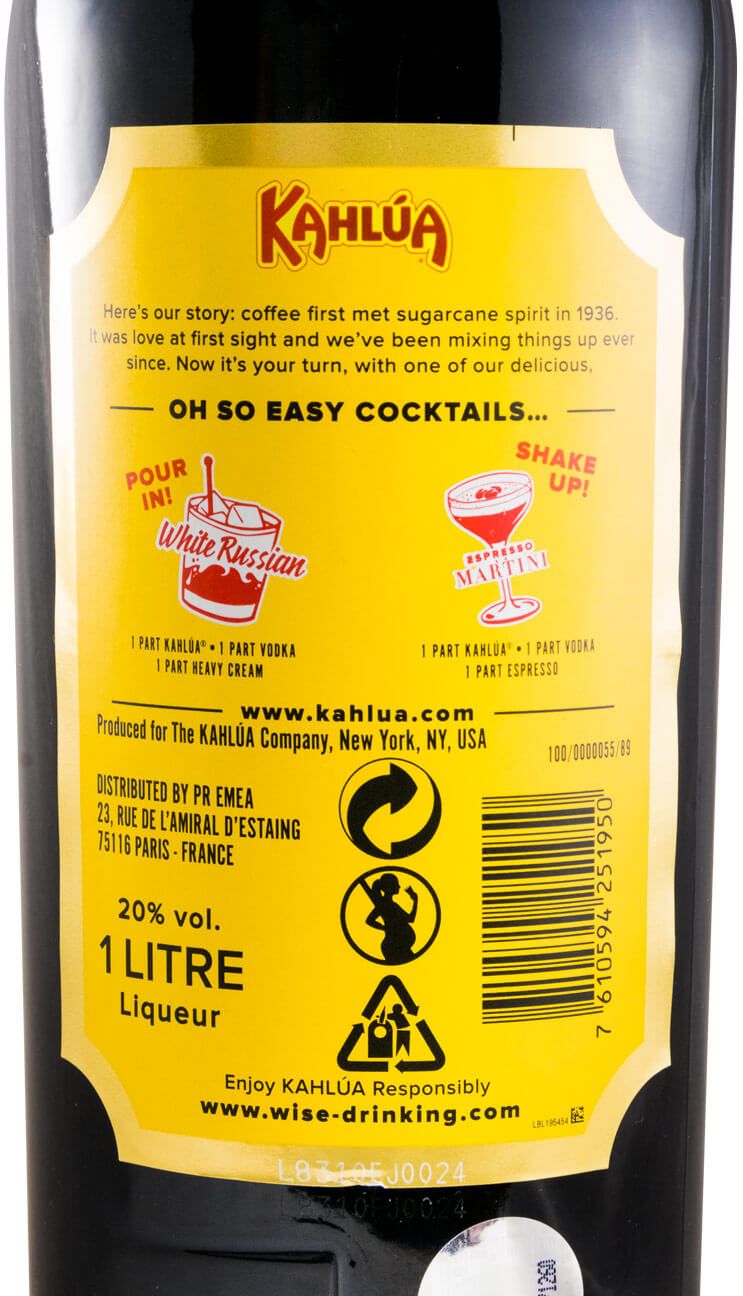 KAHLÚA
Here's our story: coffee first met sugarcane spirit in 1936.
It was love at first sight and we've been mixing things up ever
since. Now it's your turn, with one of our delicious,
OH SO EASY COCKTAILS...
POUR
IN!
White Russian
1 PART KAHLÚA® • 1 PART VODKA
1 PART HEAVY CREAM
SHAKE
UP!
ESPRESSO
MARTINI
1 PART KAHLÚA® • 1 PART VODKA
1 PART ESPRESSO
www.kahlua.com
Produced for The KAHLÚA Company, New York, NY, USA
100/0000055/89
DISTRIBUTED BY PR EMEA
23, RUE DE L'AMIRAL D'ESTAING
75116 PARIS - FRANCE
20% vol.
1 LITRE
Liqueur
7 610594 251950
Enjoy KAHLÚA Responsibly
www.wise-drinking.com
LBL195454
L8310EJ0024